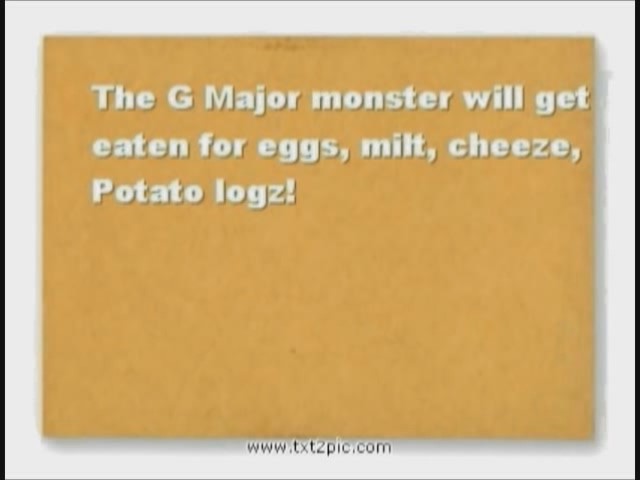 The G Major monster will get
eaten for eggs, milt, cheeze,
Potato logz!
www.txt2pic.com